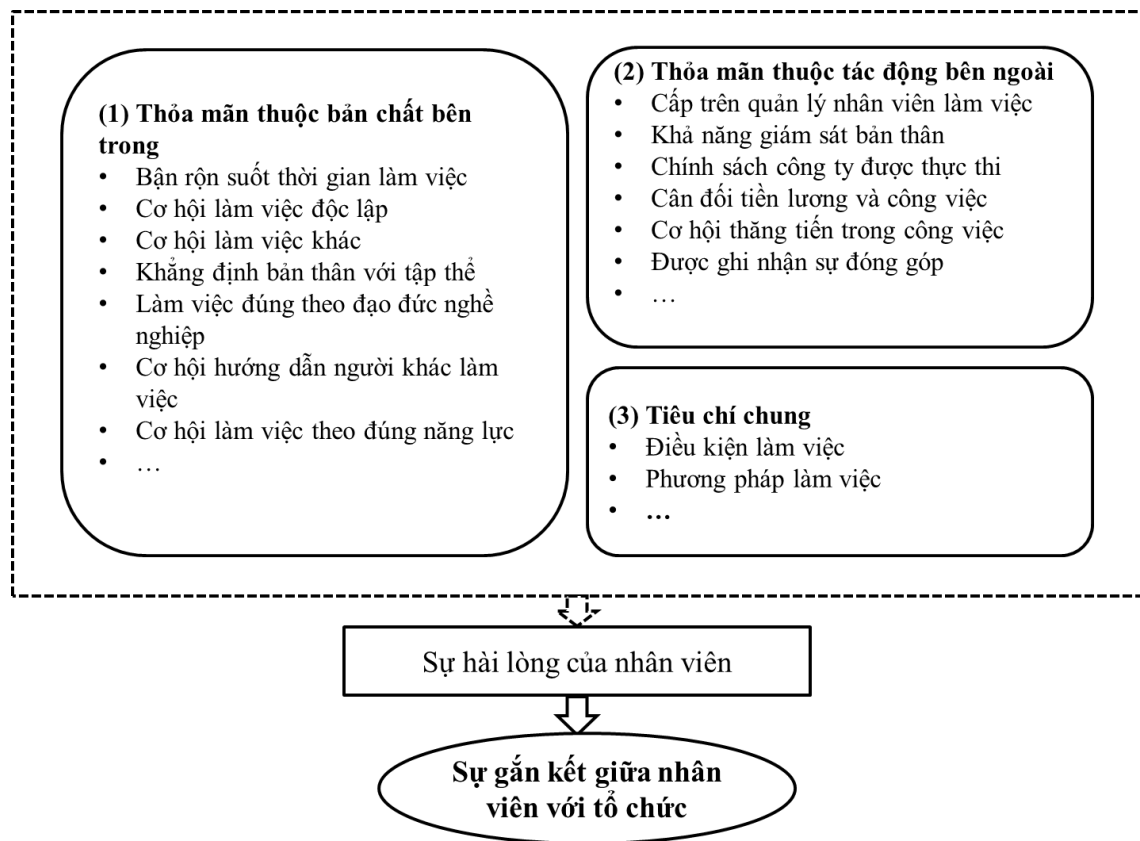 (1) Thỏa mãn thuộc bản chất bên
trong
• Bận rộn suốt thời gian làm việc
• Cơ hội làm việc độc lập
• Cơ hội làm việc khác
• Khẳng định bản thân với tập thể
• Làm việc đúng theo đạo đức nghề
nghiệp
• Cơ hội hướng dẫn người khác làm
việc
• Cơ hội làm việc theo đúng năng lực
• …
(2) Thỏa mãn thuộc tác động bên ngoài
• Cấp trên quản lý nhân viên làm việc
• Khả năng giám sát bản thân
• Chính sách công ty được thực thi
• Cân đối tiền lương và công việc
• Cơ hội thăng tiến trong công việc
• Được ghi nhận sự đóng góp
• …
(3) Tiêu chí chung
• Điều kiện làm việc
• Phương pháp làm việc
• …
Sự hài lòng của nhân viên
Sự gắn kết giữa nhân
viên với tổ chức